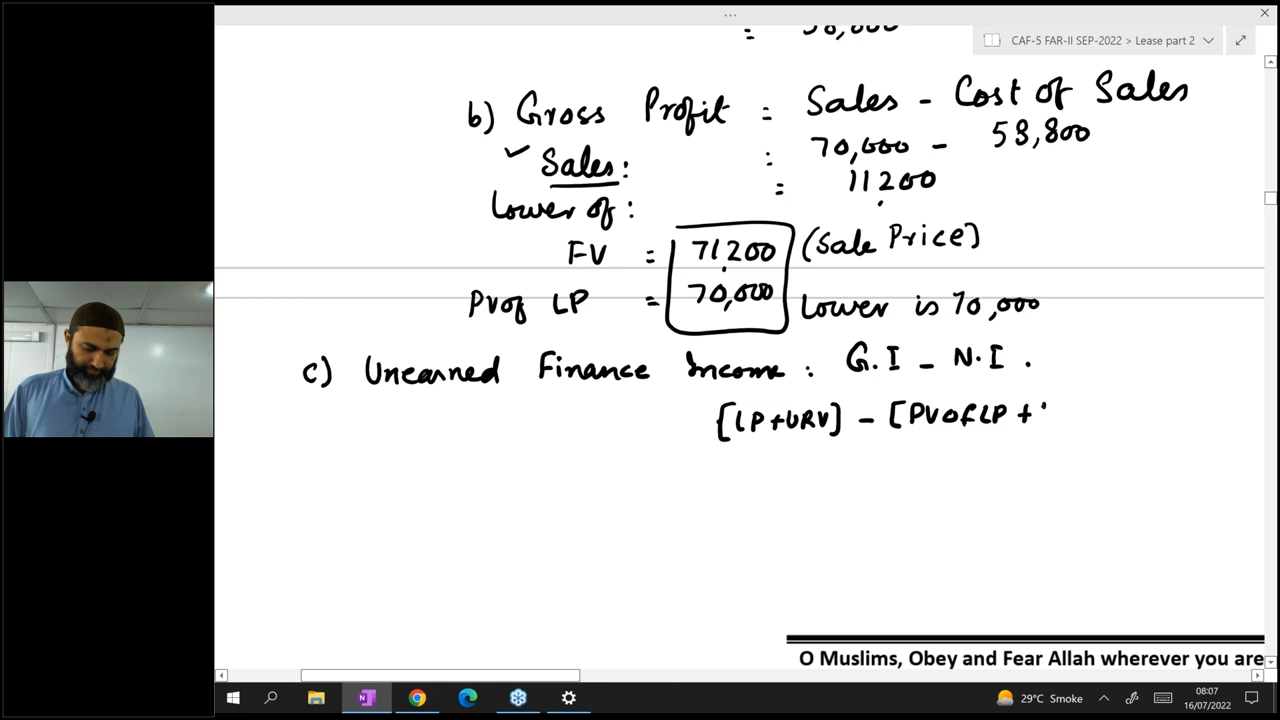 CAF-5 FAR-II SEP-2022 > Lease part 2
b) Gross Profit = Sales - Cost of Sales
✓ Sales: : 70,000 - 58,800
= 11200
Lower of:
FV = 71200 (Sale Price)
PV of LP = 70,000 Lower is 70,000
c) Unearned Finance Income : G.I - N.I .
[LP+URV] - [PV of LP +
O Muslims, Obey and Fear Allah wherever you are
29°C Smoke
08:07
16/07/2022